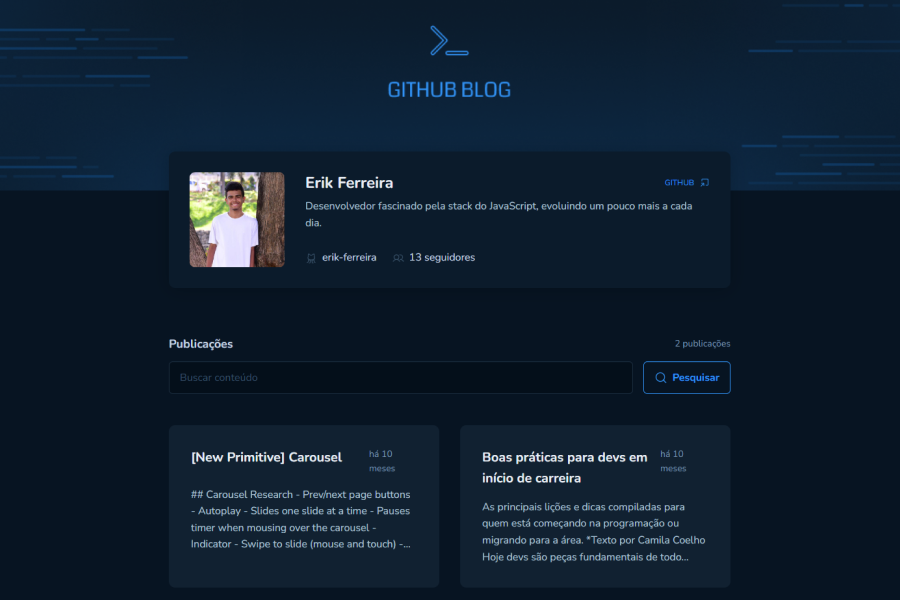 GITHUB BLOG
Erik Ferreira
GITHUB
Desenvolvedor fascinado pela stack do JavaScript, evoluindo um pouco mais a cada
dia.
erik-ferreira
13 seguidores
Publicações
2 publicações
Buscar conteúdo
Pesquisar
[New Primitive] Carousel
há 10
meses
## Carousel Research - Prev/next page buttons
- Autoplay - Slides one slide at a time - Pauses
timer when mousing over the carousel -
Indicator - Swipe to slide (mouse and touch) -...
Boas práticas para devs em
início de carreira
há 10
meses
As principais lições e dicas compiladas para
quem está começando na programação ou
migrando para a área. *Texto por Camila Coelho
Hoje devs são peças fundamentais de todo...